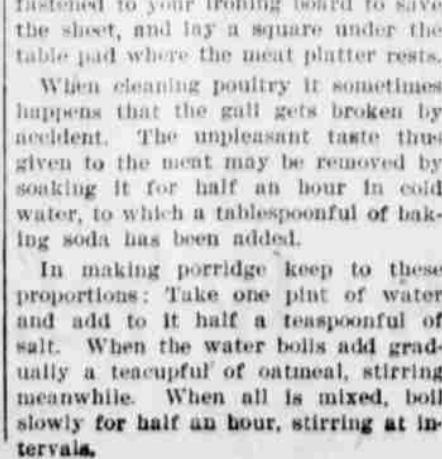 fastened to your ironing board to save
the sheet, and lay a square under the
table pad where the meat platter rests.
When cleaning poultry it sometimes
happens that the gall gets broken by
accident. The unpleasant taste thus
given to the meat may be removed by
soaking it for half an hour in cold
water, to which a tablespoonful of bak-
ing soda has been added.
In making porridge keep to these
proportions: Take one pint of water
and add to it half a teaspoonful of
salt. When the water boils add grad-
ually a teacupful of oatmeal, stirring
meanwhile. When all is mixed, boil
slowly for half an hour, stirring at in-
tervals.